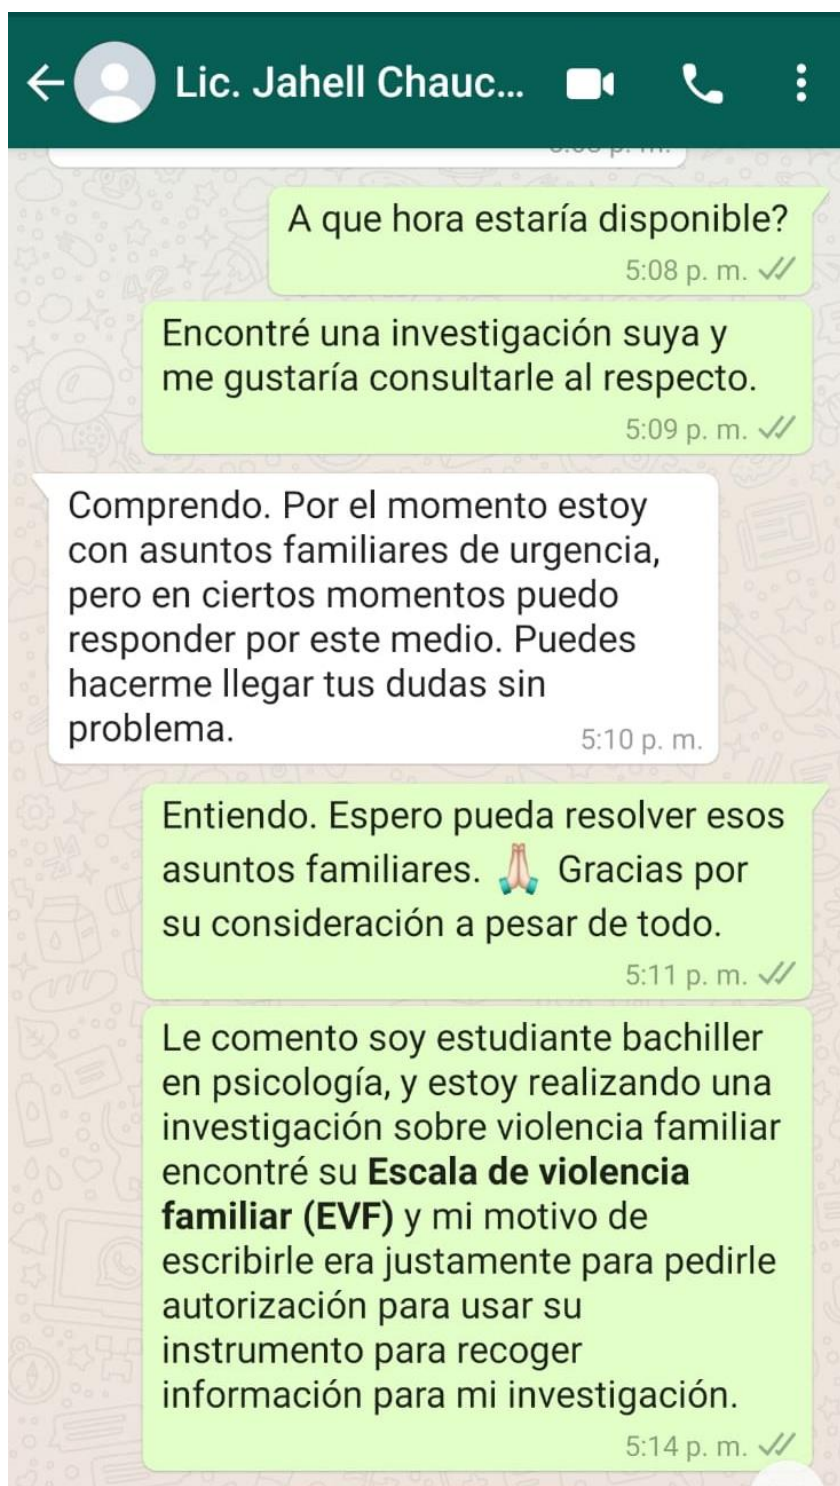 Lic. Jahell Chauc...
A que hora estaría disponible?
5:08 p. m.
Encontré una investigación suya y
me gustaría consultarle al respecto.
5:09 p. m.
Comprendo. Por el momento estoy
con asuntos familiares de urgencia,
pero en ciertos momentos puedo
responder por este medio. Puedes
hacerme llegar tus dudas sin
problema.
5:10 p. m.
Entiendo. Espero pueda resolver esos
asuntos familiares. 🙏🏻 Gracias por
su consideración a pesar de todo.
5:11 p. m.
Le comento soy estudiante bachiller
en psicología, y estoy realizando una
investigación sobre violencia familiar
encontré su Escala de violencia
familiar (EVF) y mi motivo de
escribirle era justamente para pedirle
autorización para usar su
instrumento para recoger
información para mi investigación.
5:14 p. m.